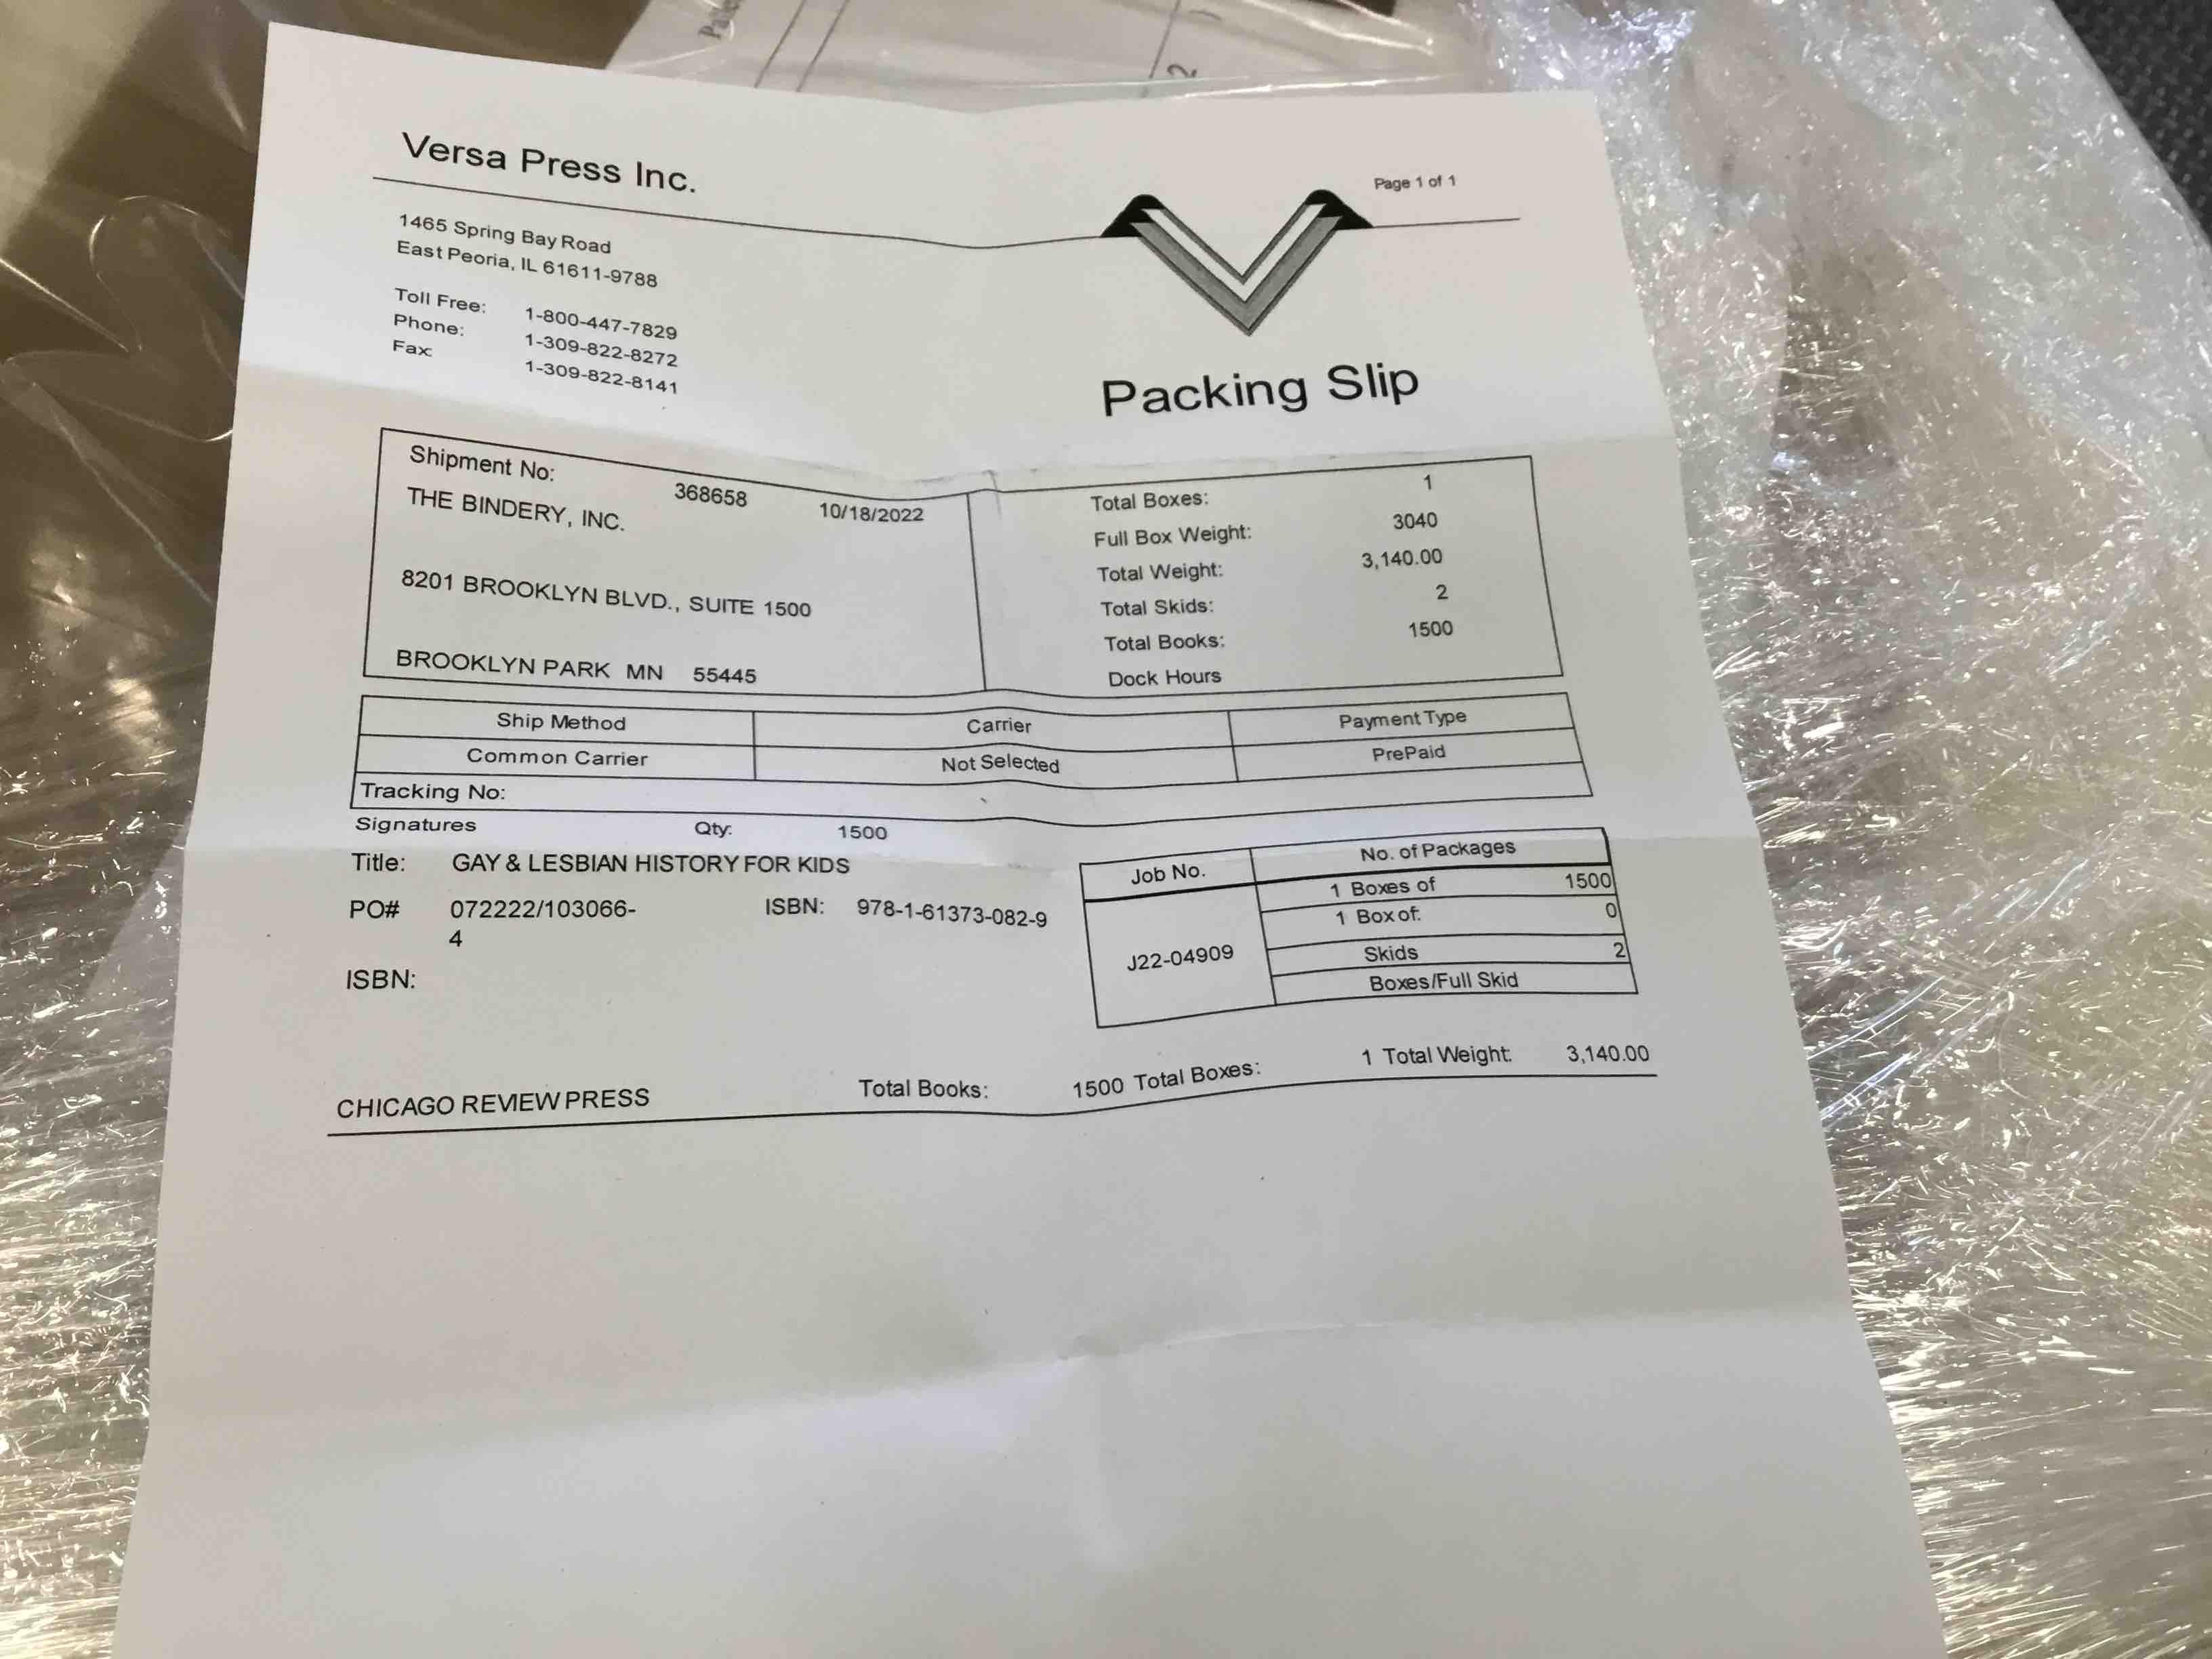 Versa Press Inc.
Page 1 of 1
1465 Spring Bay Road
East Peoria, IL 61611-9788
Toll Free: 1-800-447-7829
Phone: 1-309-822-8272
Fax: 1-309-822-8141
Packing Slip
Shipment No: 368658 10/18/2022
THE BINDERY, INC.
8201 BROOKLYN BLVD., SUITE 1500
BROOKLYN PARK MN 55445
Total Boxes: 1
Full Box Weight: 3040
Total Weight: 3,140.00
Total Skids: 2
Total Books: 1500
Dock Hours
Ship Method Carrier Payment Type
Common Carrier Not Selected PrePaid
Tracking No:
Signatures Qty: 1500
Title: GAY & LESBIAN HISTORY FOR KIDS
PO# 072222/103066-
4
ISBN: 978-1-61373-082-9
ISBN:
Job No. No. of Packages
J22-04909
1 Boxes of 1500
1 Box of: 0
Skids 2
Boxes/Full Skid
CHICAGO REVIEW PRESS Total Books: 1500 Total Boxes: 1 Total Weight: 3,140.00
2